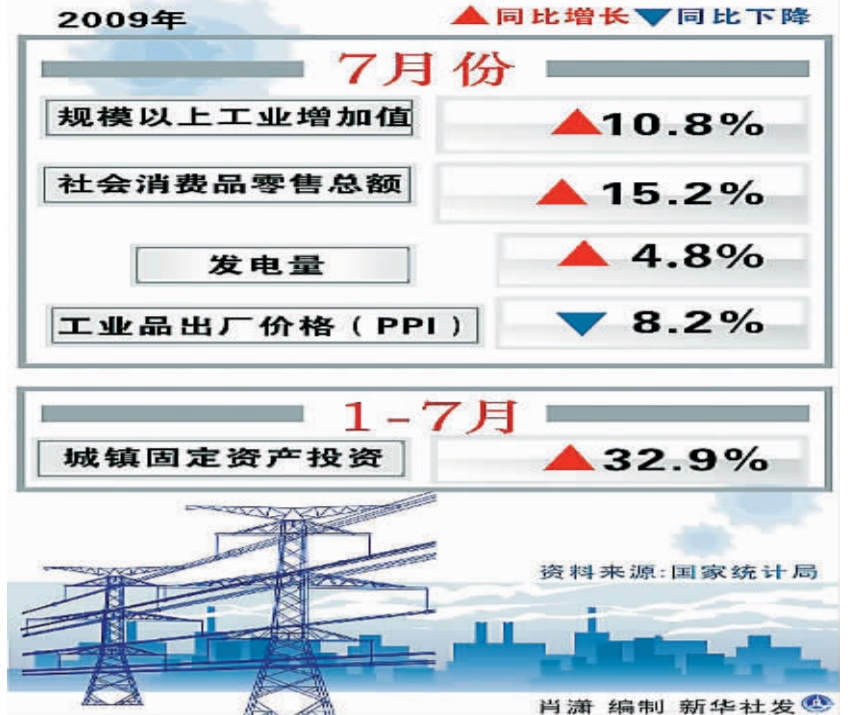 2009年 ▲同比增长▼同比下降
7月份
规模以上工业增加值 ▲10.8%
社会消费品零售总额 ▲15.2%
发电量 ▲4.8%
工业品出厂价格（PPI） ▼8.2%
1-7月
城镇固定资产投资 ▲32.9%
资料来源:国家统计局
肖潇 编制 新华社发